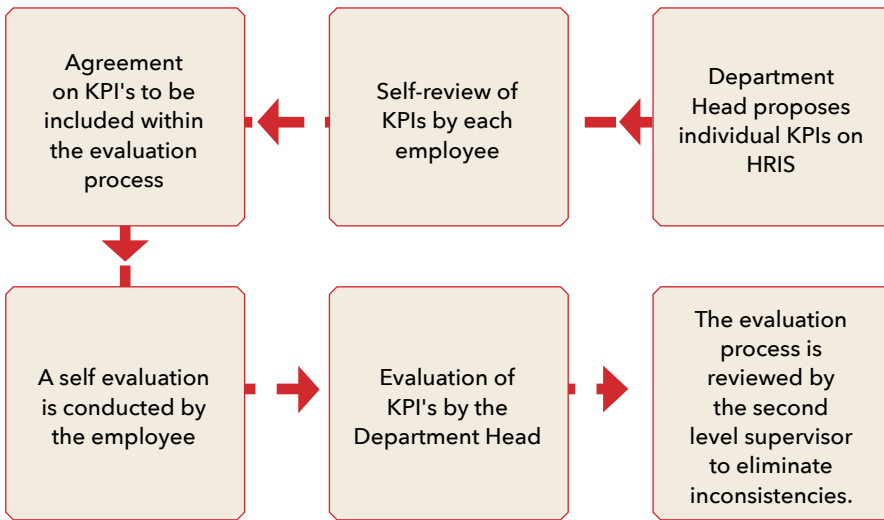 Agreement
on KPI's to be
included within
the evaluation
process
Self-review of
KPIs by each
employee
Department
Head proposes
individual KPIs on
HRIS
A self evaluation
is conducted by
the employee
Evaluation of
KPI's by the
Department Head
The evaluation
process is
reviewed by
the second
level supervisor
to eliminate
inconsistencies.